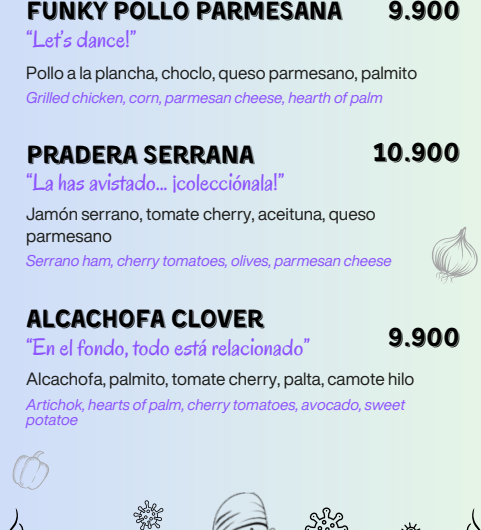 FUNKY POLLO PARMESANA 9.900
“Let's dance!”
Pollo a la plancha, choclo, queso parmesano, palmito
Grilled chicken, corn, parmesan cheese, hearth of palm
PRADERA SERRANA 10.900
“La has avistado... ¡colecciónala!”
Jamón serrano, tomate cherry, aceituna, queso
parmesano
Serrano ham, cherry tomatoes, olives, parmesan cheese
ALCACHOFA CLOVER
9.900
“En el fondo, todo está relacionado”
Alcachofa, palmito, tomate cherry, palta, camote hilo
Artichok, hearts of palm, cherry tomatoes, avocado, sweet
potatoe